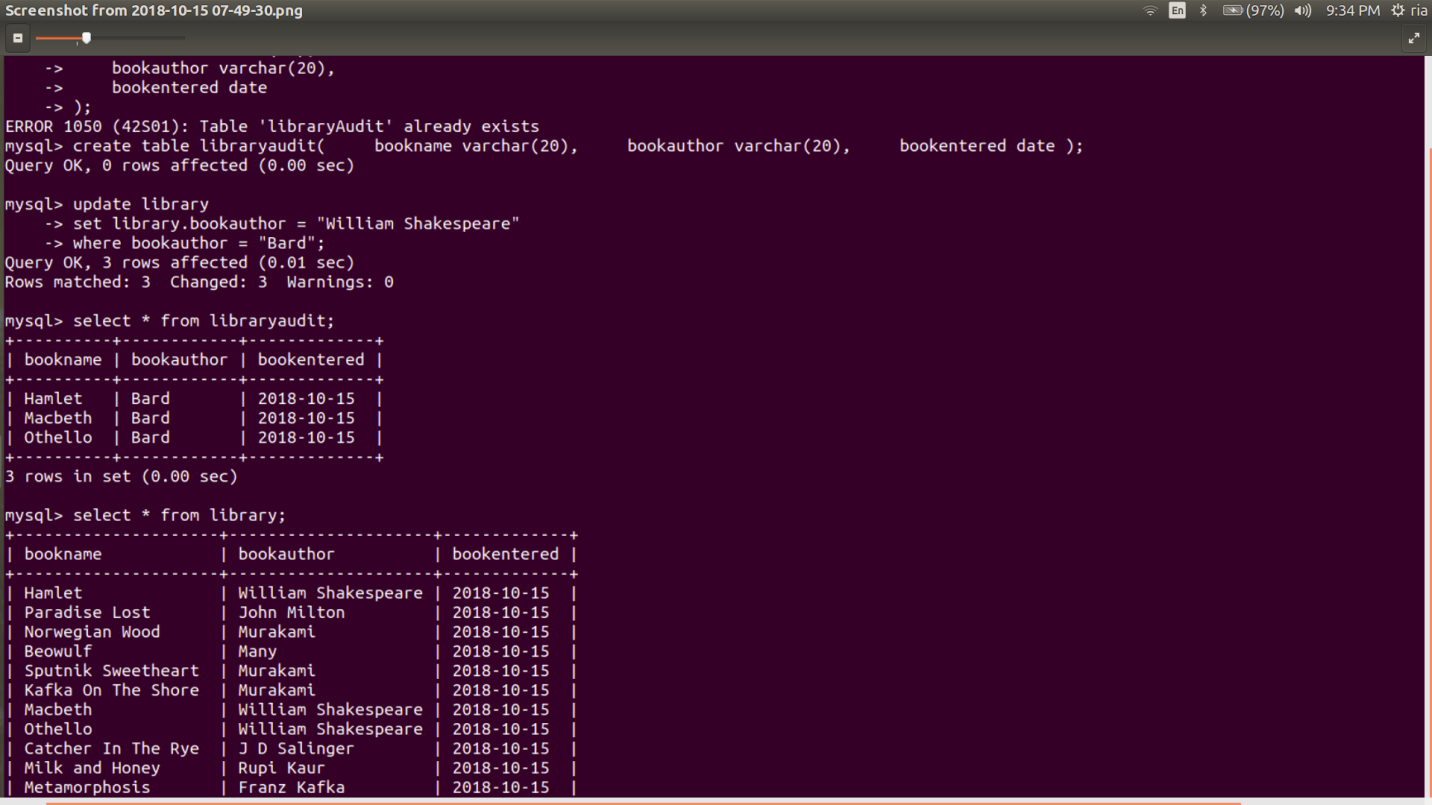 Screenshot from 2018-10-15 07-49-30.png En (97%) 9:34 PM ria
-> bookauthor varchar(20),
-> bookentered date
-> );
ERROR 1050 (42S01): Table 'libraryAudit' already exists
mysql> create table libraryaudit(     bookname varchar(20),     bookauthor varchar(20),     bookentered date );
Query OK, 0 rows affected (0.00 sec)
mysql> update library
-> set library.bookauthor = "William Shakespeare"
-> where bookauthor = "Bard";
Query OK, 3 rows affected (0.01 sec)
Rows matched: 3  Changed: 3  Warnings: 0
mysql> select * from libraryaudit;
+----------+------------+-------------+
| bookname | bookauthor | bookentered |
+----------+------------+-------------+
| Hamlet   | Bard       | 2018-10-15  |
| Macbeth  | Bard       | 2018-10-15  |
| Othello  | Bard       | 2018-10-15  |
+----------+------------+-------------+
3 rows in set (0.00 sec)
mysql> select * from library;
+---------------------+---------------------+-------------+
| bookname            | bookauthor          | bookentered |
+---------------------+---------------------+-------------+
| Hamlet              | William Shakespeare | 2018-10-15  |
| Paradise Lost       | John Milton         | 2018-10-15  |
| Norwegian Wood      | Murakami            | 2018-10-15  |
| Beowulf             | Many                | 2018-10-15  |
| Sputnik Sweetheart  | Murakami            | 2018-10-15  |
| Kafka On The Shore  | Murakami            | 2018-10-15  |
| Macbeth             | William Shakespeare | 2018-10-15  |
| Othello             | William Shakespeare | 2018-10-15  |
| Catcher In The Rye  | J D Salinger        | 2018-10-15  |
| Milk and Honey      | Rupi Kaur           | 2018-10-15  |
| Metamorphosis       | Franz Kafka         | 2018-10-15  |